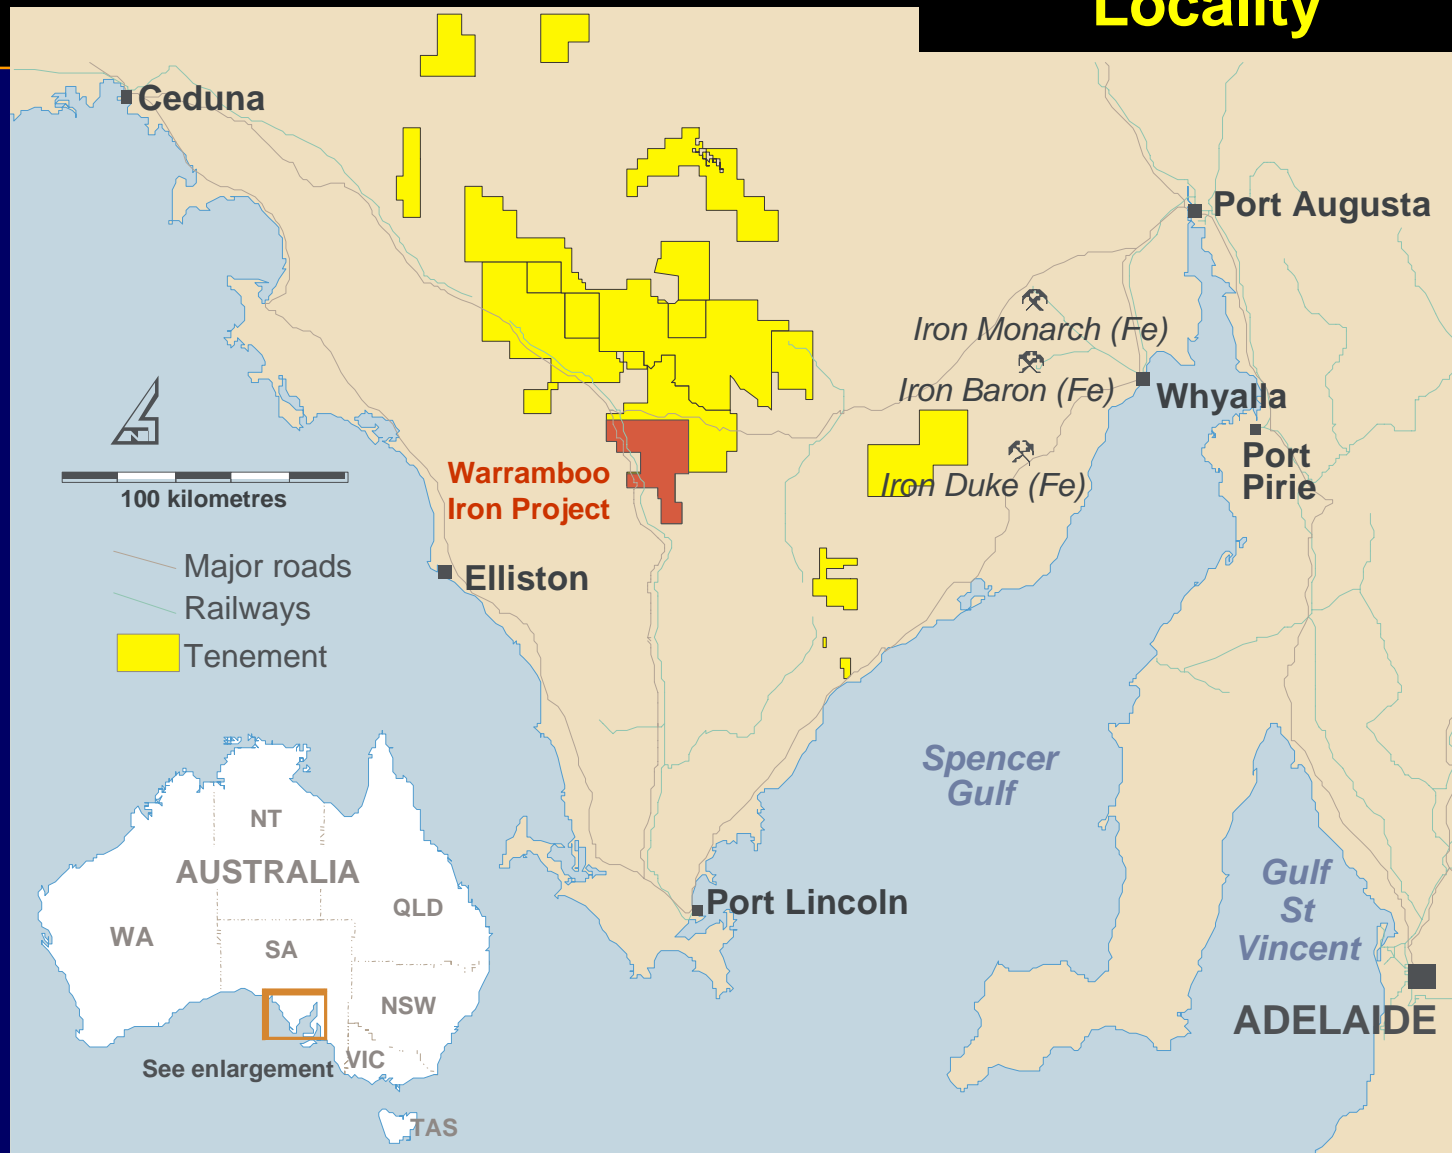 Locality
Ceduna
Port Augusta
Iron Monarch (Fe)
Iron Baron (Fe)
Whyalla
Port
Pirie
Iron Duke (Fe)
Warramboo
Iron Project
N
100 kilometres
Major roads
Railways
Tenement
Elliston
Spencer
Gulf
Port Lincoln
Gulf
St
Vincent
ADELAIDE
NT
AUSTRALIA
QLD
WA
SA
NSW
VIC
See enlargement
TAS